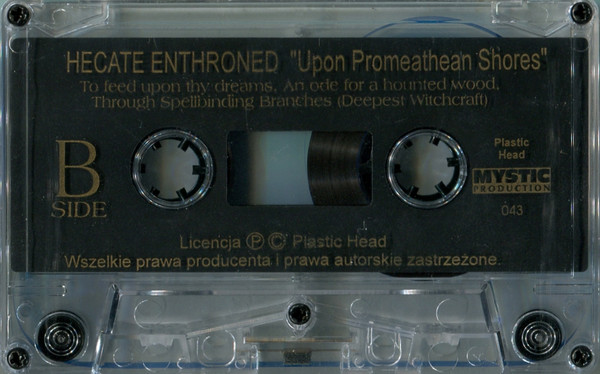 HECATE ENTHRONED "Upon Promeathean Shores"
To feed upon thy dreams, An ode for a hounted wood,
Through Spellbinding Branches (Deepest Witchcraft)
B
SIDE
Plastic
Head
MYSTIC
PRODUCTION
043
Licencja Ⓟ © Plastic Head
Wszelkie prawa producenta i prawa autorskie zastrzeżone.